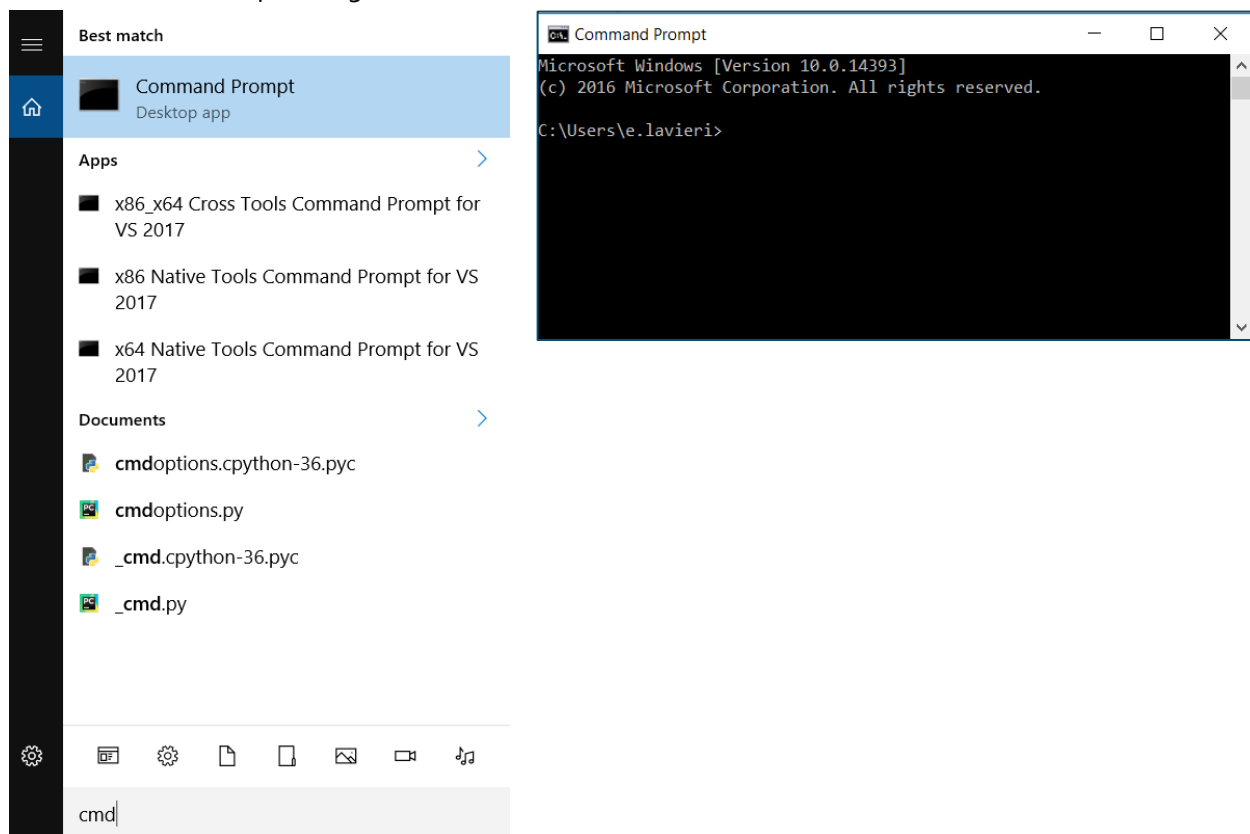 Best match
Command Prompt
Desktop app
Apps
x86_x64 Cross Tools Command Prompt for
VS 2017
x86 Native Tools Command Prompt for VS
2017
x64 Native Tools Command Prompt for VS
2017
Documents
cmdoptions.cpython-36.pyc
cmdoptions.py
_cmd.cpython-36.pyc
_cmd.py
cmd
Command Prompt
Microsoft Windows [Version 10.0.14393]
(c) 2016 Microsoft Corporation. All rights reserved.
C:\Users\e.lavieri>